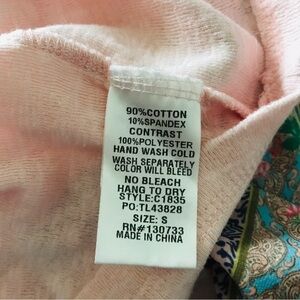 90%COTTON
10%SPANDEX
CONTRAST
100%POLYESTER
HAND WASH COLD
WASH SEPARATELY
COLOR WILL BLEED
NO BLEACH
HANG TO DRY
STYLE:C1835
PO:TL43828
SIZE: S
RN#130733
MADE IN CHINA